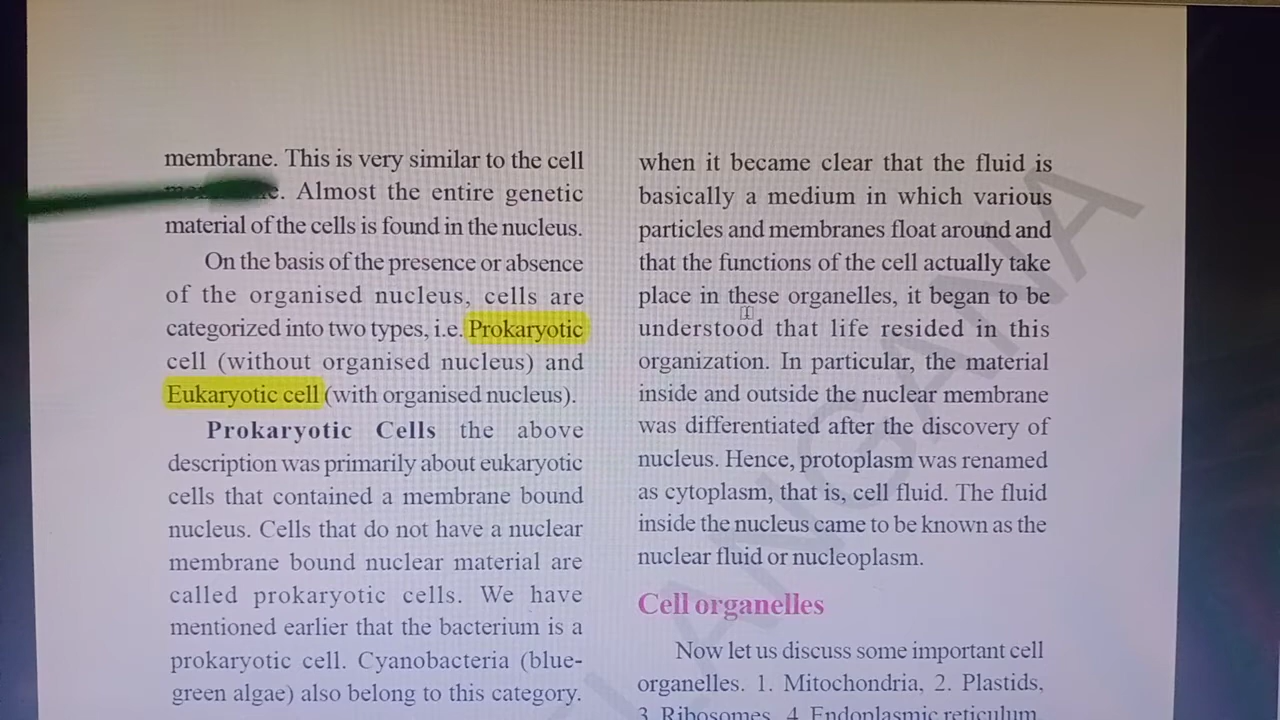 membrane. This is very similar to the cell
. Almost the entire genetic
material of the cells is found in the nucleus.
On the basis of the presence or absence
of the organised nucleus, cells are
categorized into two types, i.e. Prokaryotic
cell (without organised nucleus) and
Eukaryotic cell (with organised nucleus).
Prokaryotic Cells the above
description was primarily about eukaryotic
cells that contained a membrane bound
nucleus. Cells that do not have a nuclear
membrane bound nuclear material are
called prokaryotic cells. We have
mentioned earlier that the bacterium is a
prokaryotic cell. Cyanobacteria (blue-
green algae) also belong to this category.
when it became clear that the fluid is
basically a medium in which various
particles and membranes float around and
that the functions of the cell actually take
place in these organelles, it began to be
understood that life resided in this
organization. In particular, the material
inside and outside the nuclear membrane
was differentiated after the discovery of
nucleus. Hence, protoplasm was renamed
as cytoplasm, that is, cell fluid. The fluid
inside the nucleus came to be known as the
nuclear fluid or nucleoplasm.
Cell organelles
Now let us discuss some important cell
organelles. 1. Mitochondria, 2. Plastids,
3. Ribosomes, 4. Endoplasmic reticulum,